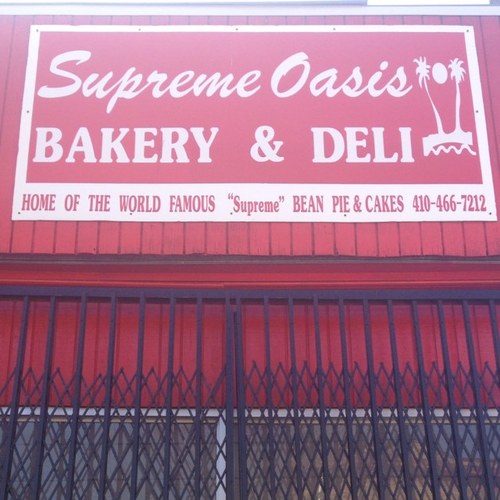 Supreme Oasis
BAKERY & DELI
HOME OF THE WORLD FAMOUS "Supreme" BEAN PIE & CAKES 410-466-7212